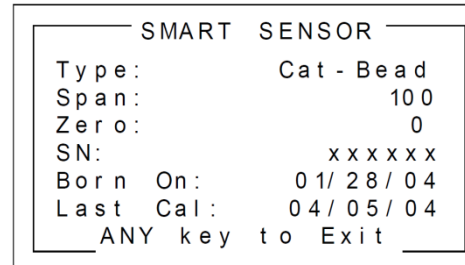 SMART SENSOR
Type: Cat-Bead
Span: 100
Zero: 0
SN: xxxxxx
Born On: 01/28/04
Last Cal: 04/05/04
ANY key to Exit